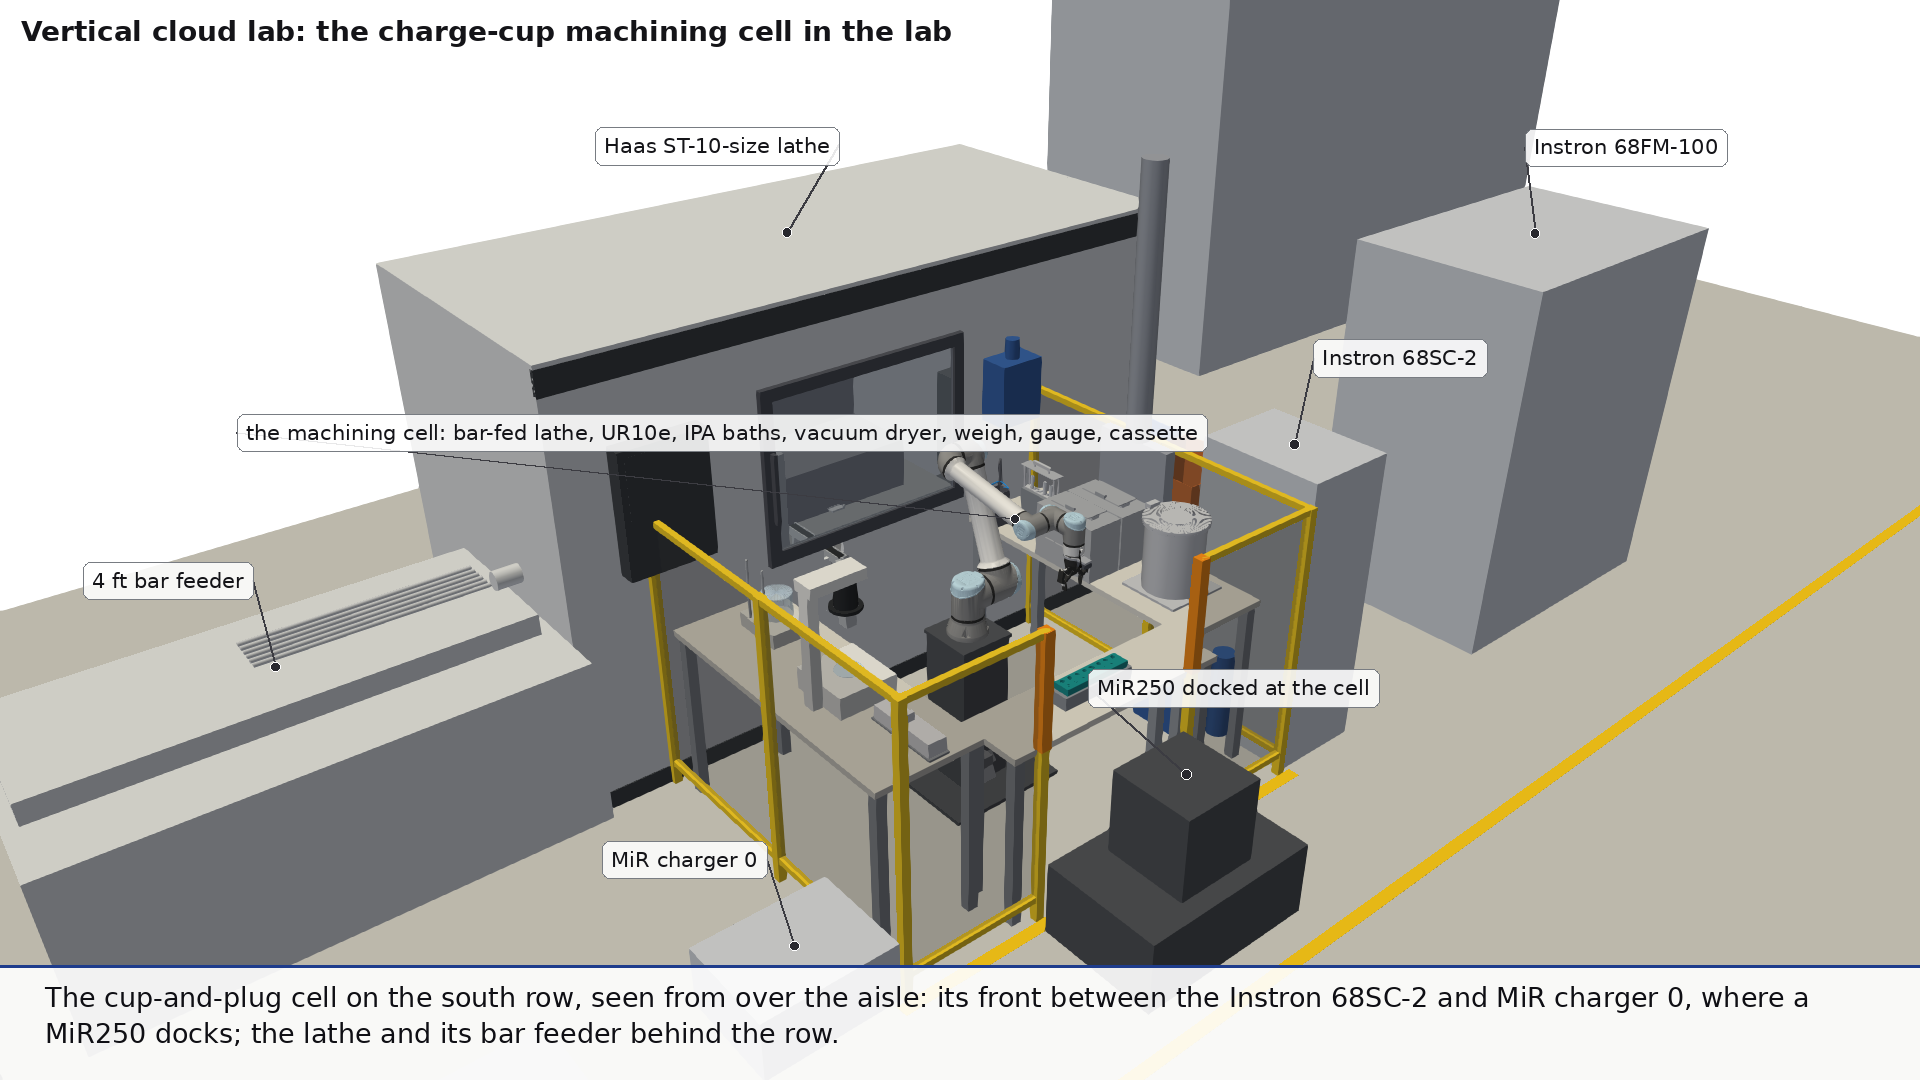 Vertical cloud lab: the charge-cup machining cell in the lab
Haas ST-10-size lathe
Instron 68FM-100
Instron 68SC-2
the machining cell: bar-fed lathe, UR10e, IPA baths, vacuum dryer, weigh, gauge, cassette
4 ft bar feeder
MiR250 docked at the cell
MiR charger 0
The cup-and-plug cell on the south row, seen from over the aisle: its front between the Instron 68SC-2 and MiR charger 0, where a
MiR250 docks; the lathe and its bar feeder behind the row.